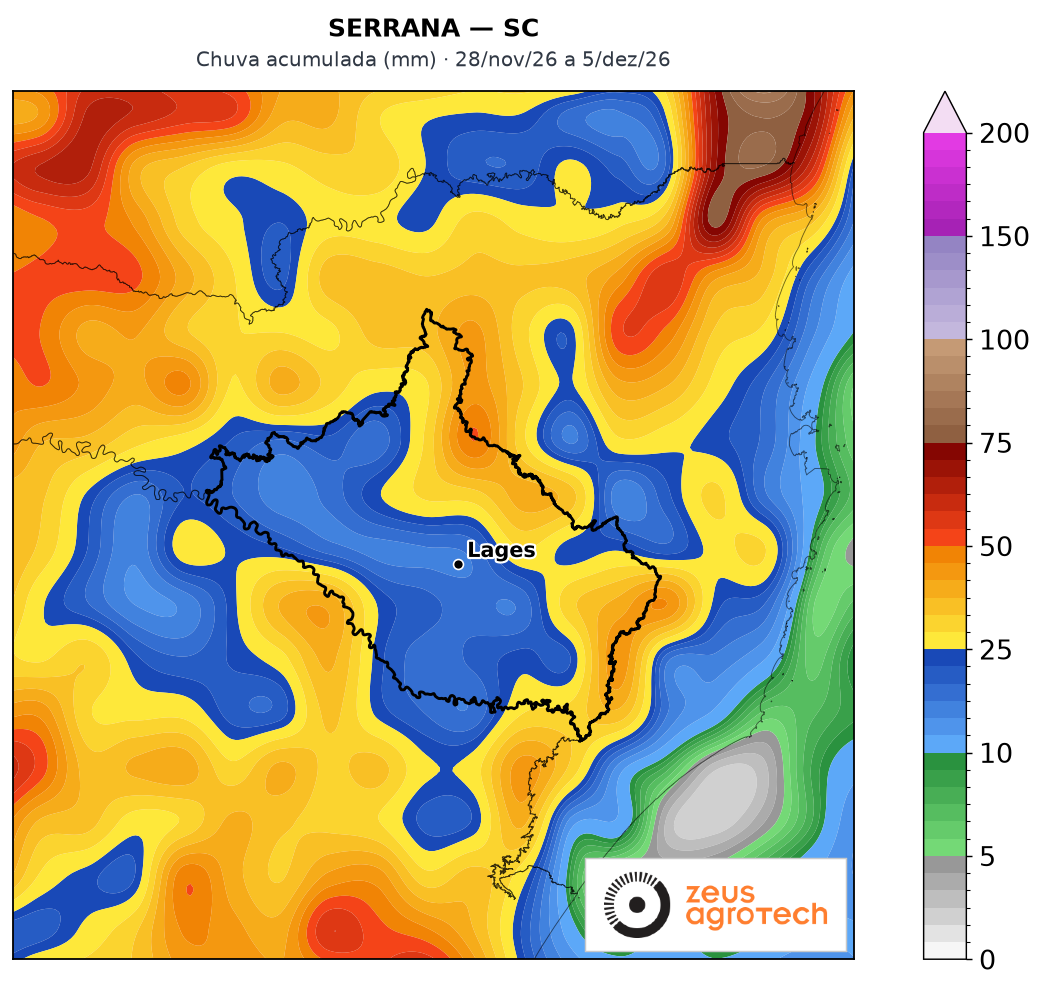 SERRANA — SC
Chuva acumulada (mm) · 28/nov/26 a 5/dez/26
200
150
100
75
50
25
10
5
0
Lages
zeus
agrotech